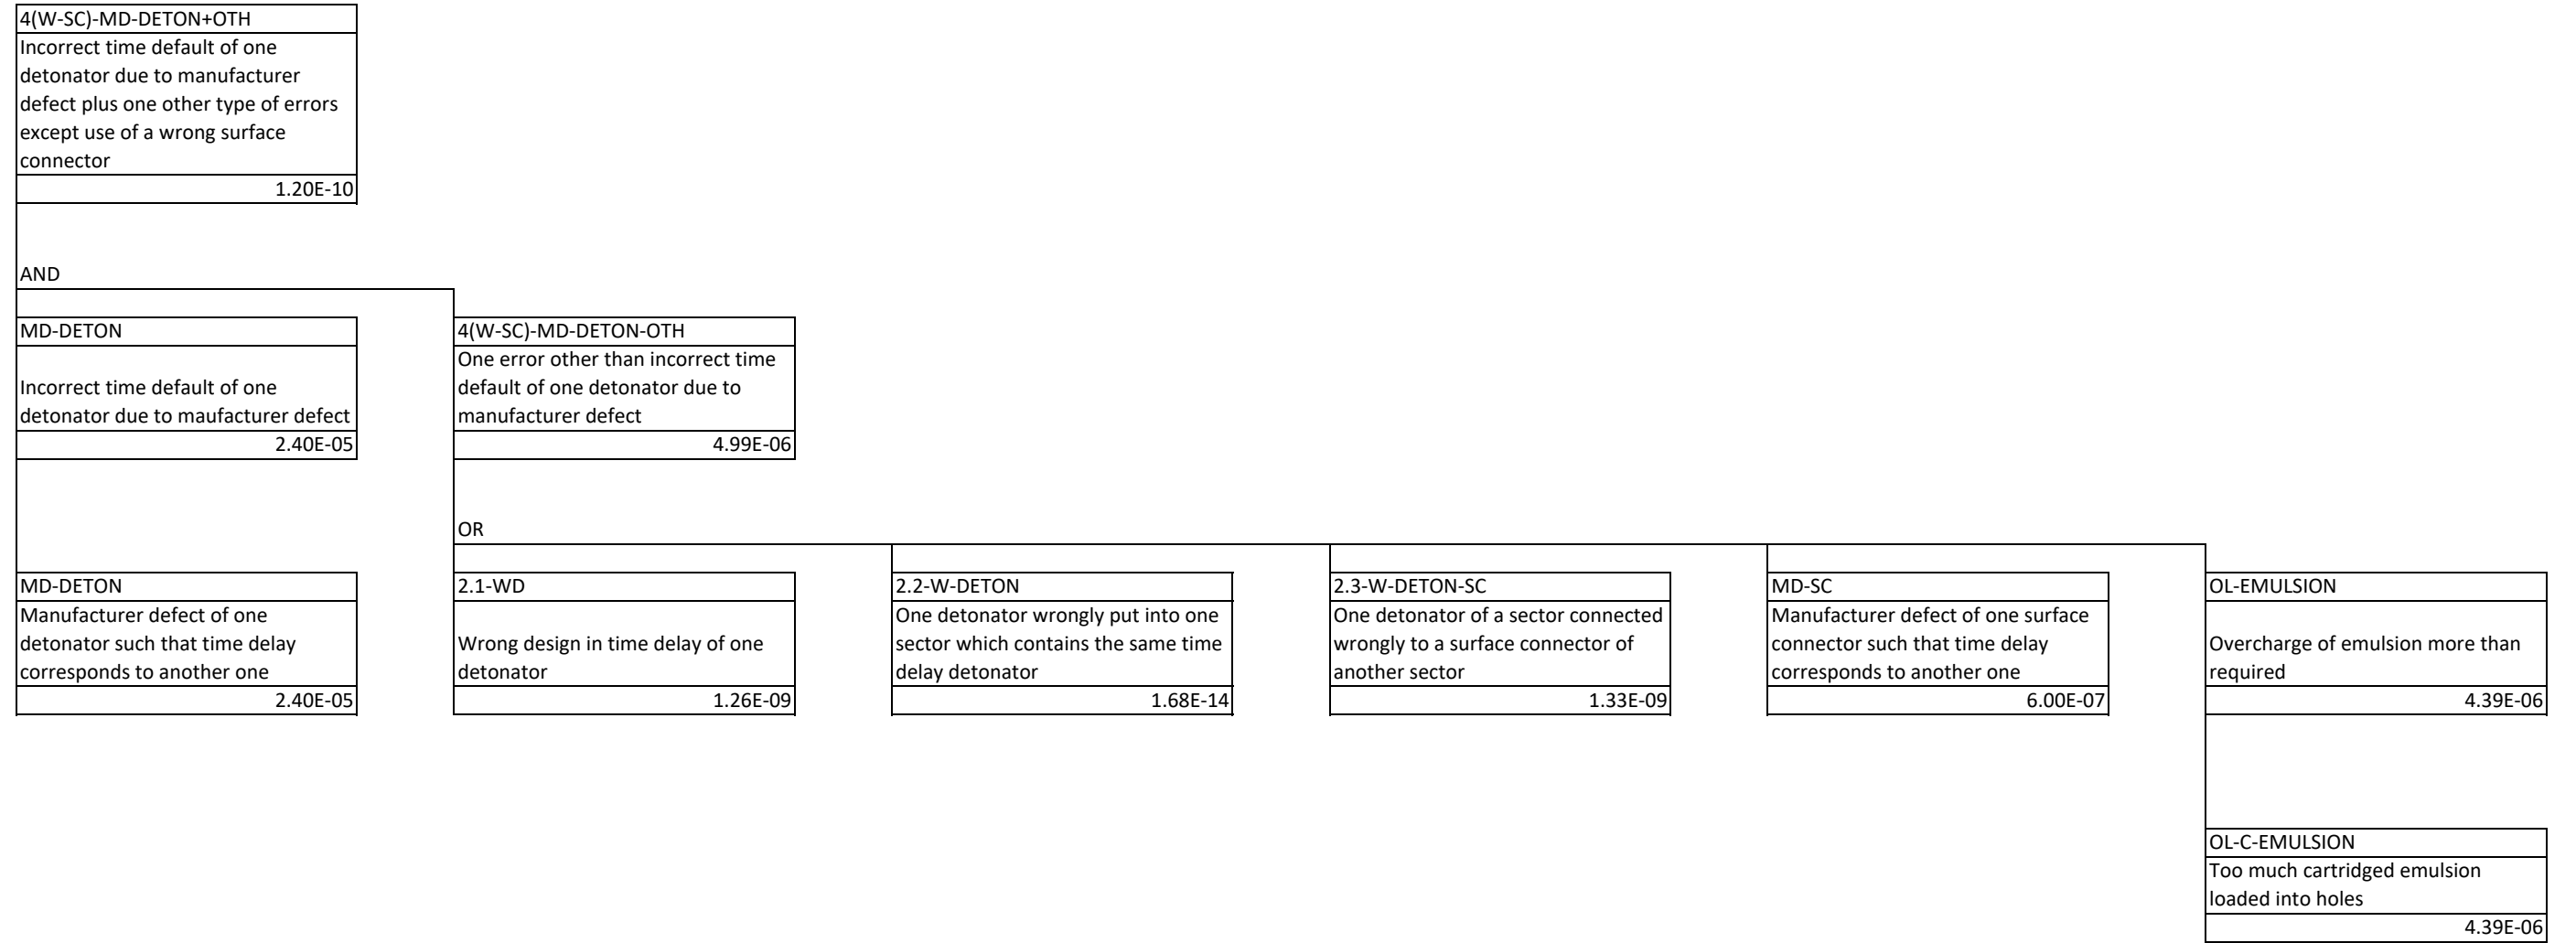 4(W-SC)-MD-DETON+OTH
Incorrect time default of one
detonator due to manufacturer
defect plus one other type of errors
except use of a wrong surface
connector
1.20E-10
AND
MD-DETON
Incorrect time default of one
detonator due to maufacturer defect
2.40E-05
4(W-SC)-MD-DETON-OTH
One error other than incorrect time
default of one detonator due to
manufacturer defect
4.99E-06
OR
MD-DETON
Manufacturer defect of one
detonator such that time delay
corresponds to another one
2.40E-05
2.1-WD
Wrong design in time delay of one
detonator
1.26E-09
2.2-W-DETON
One detonator wrongly put into one
sector which contains the same time
delay detonator
1.68E-14
2.3-W-DETON-SC
One detonator of a sector connected
wrongly to a surface connector of
another sector
1.33E-09
MD-SC
Manufacturer defect of one surface
connector such that time delay
corresponds to another one
6.00E-07
OL-EMULSION
Overcharge of emulsion more than
required
4.39E-06
OL-C-EMULSION
Too much cartridged emulsion
loaded into holes
4.39E-06